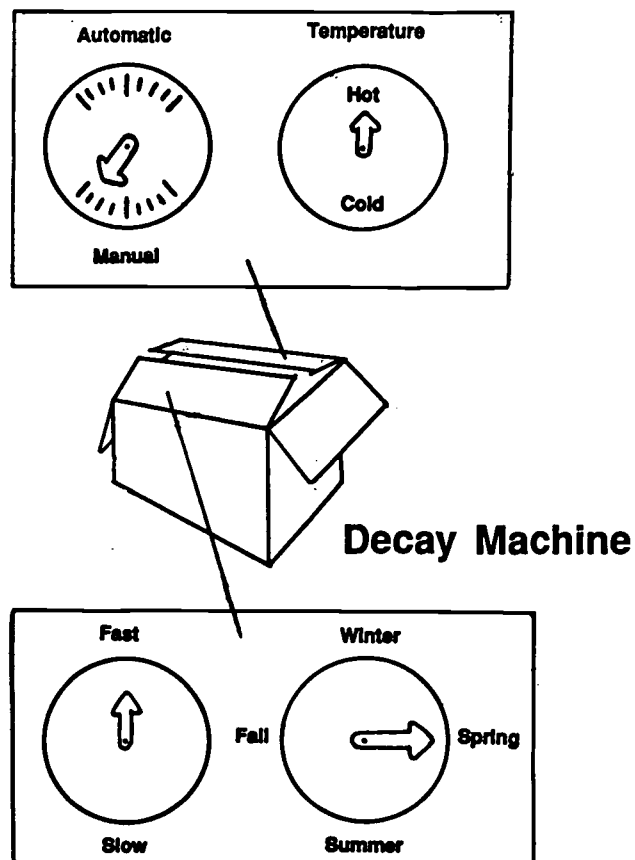 Automatic Temperature
Hot
Cold
Manual
Decay Machine
Fast Winter
Fall Spring
Slow Summer